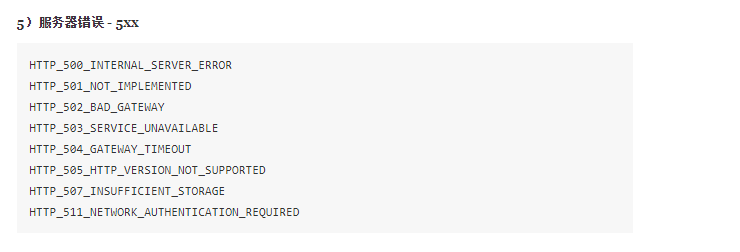 5）服务器错误 - 5xx
HTTP_500_INTERNAL_SERVER_ERROR
HTTP_501_NOT_IMPLEMENTED
HTTP_502_BAD_GATEWAY
HTTP_503_SERVICE_UNAVAILABLE
HTTP_504_GATEWAY_TIMEOUT
HTTP_505_HTTP_VERSION_NOT_SUPPORTED
HTTP_507_INSUFFICIENT_STORAGE
HTTP_511_NETWORK_AUTHENTICATION_REQUIRED